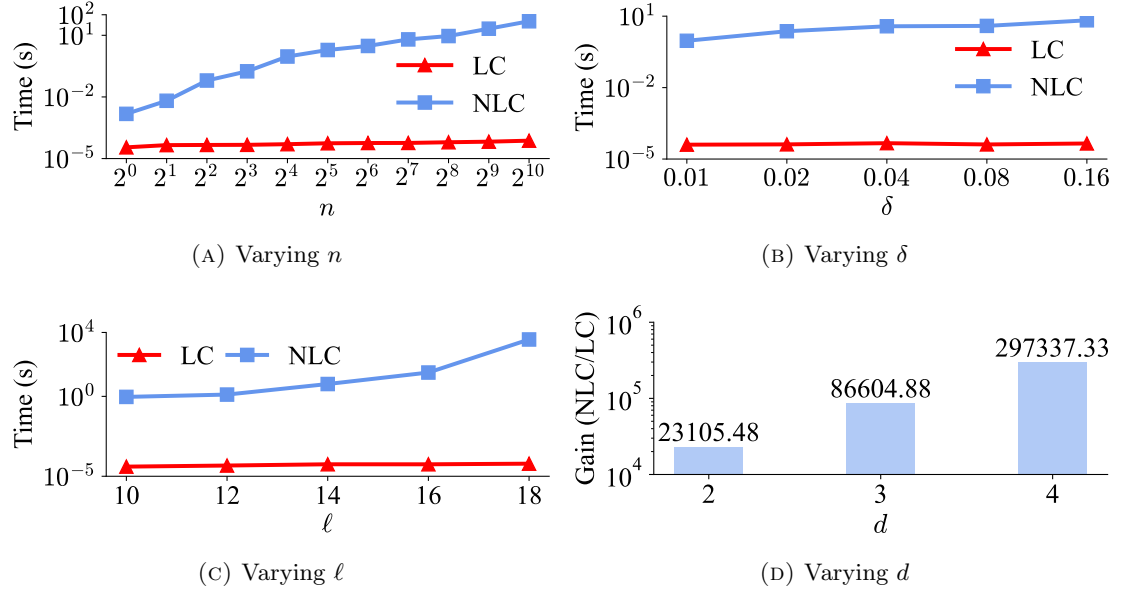 Time (s)
10^2
10^1
10^-2
10^-5
LC
NLC
2^0 2^1 2^2 2^3 2^4 2^5 2^6 2^7 2^8 2^9 2^10
n
(A) Varying n
Time (s)
10^1
10^-2
10^-5
LC
NLC
0.01 0.02 0.04 0.08 0.16
δ
(B) Varying δ
Time (s)
10^4
10^0
10^-5
LC NLC
10 12 14 16 18
ℓ
(C) Varying ℓ
Gain (NLC/LC)
10^6
10^5
10^4
23105.48
86604.88
297337.33
2 3 4
d
(D) Varying d